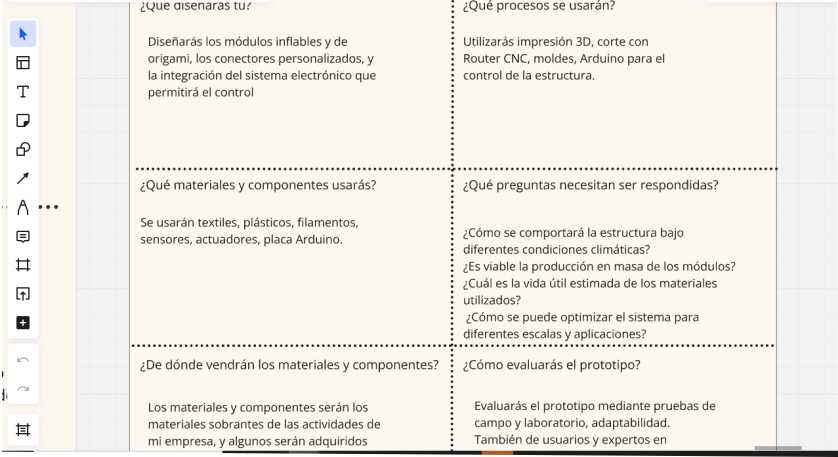 ¿Qué diseñarás tú?
Diseñarás los módulos inflables y de
origami, los conectores personalizados, y
la integración del sistema electrónico que
permitirá el control
¿Qué procesos se usarán?
Utilizarás impresión 3D, corte con
Router CNC, moldes, Arduino para el
control de la estructura.
¿Qué materiales y componentes usarás?
Se usarán textiles, plásticos, filamentos,
sensores, actuadores, placa Arduino.
¿Qué preguntas necesitan ser respondidas?
¿Cómo se comportará la estructura bajo
diferentes condiciones climáticas?
¿Es viable la producción en masa de los módulos?
¿Cuál es la vida útil estimada de los materiales
utilizados?
¿Cómo se puede optimizar el sistema para
diferentes escalas y aplicaciones?
¿De dónde vendrán los materiales y componentes?
Los materiales y componentes serán los
materiales sobrantes de las actividades de
mi empresa, y algunos serán adquiridos
¿Cómo evaluarás el prototipo?
Evaluarás el prototipo mediante pruebas de
campo y laboratorio, adaptabilidad.
También de usuarios y expertos en